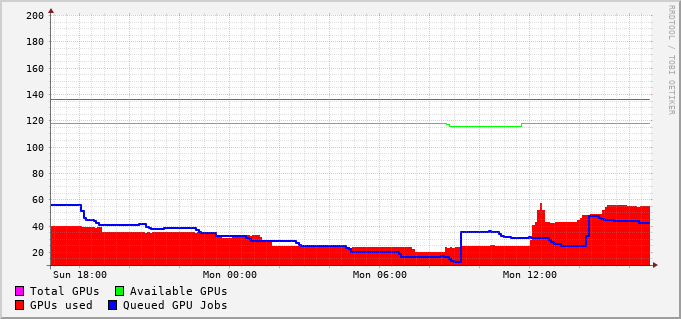 200
180
160
140
120
100
80
60
40
20
Sun 18:00 Mon 00:00 Mon 06:00 Mon 12:00
Total GPUs Available GPUs
GPUs used Queued GPU Jobs
RRDTOOL / TOBI OETIKER